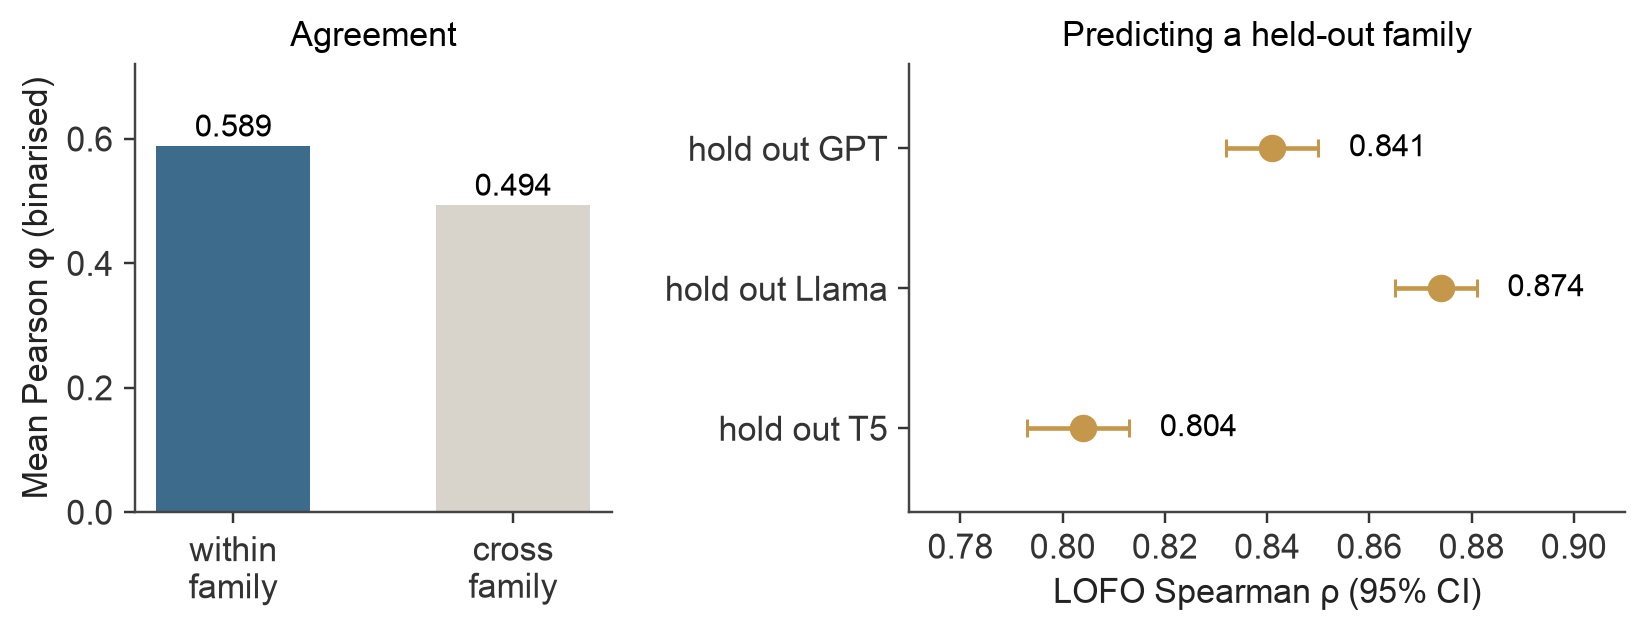 Agreement
Mean Pearson φ (binarised)
0.6
0.4
0.2
0.0
0.589
0.494
within
family
cross
family
Predicting a held-out family
hold out GPT
hold out Llama
hold out T5
0.841
0.874
0.804
0.78 0.80 0.82 0.84 0.86 0.88 0.90
LOFO Spearman ρ (95% CI)